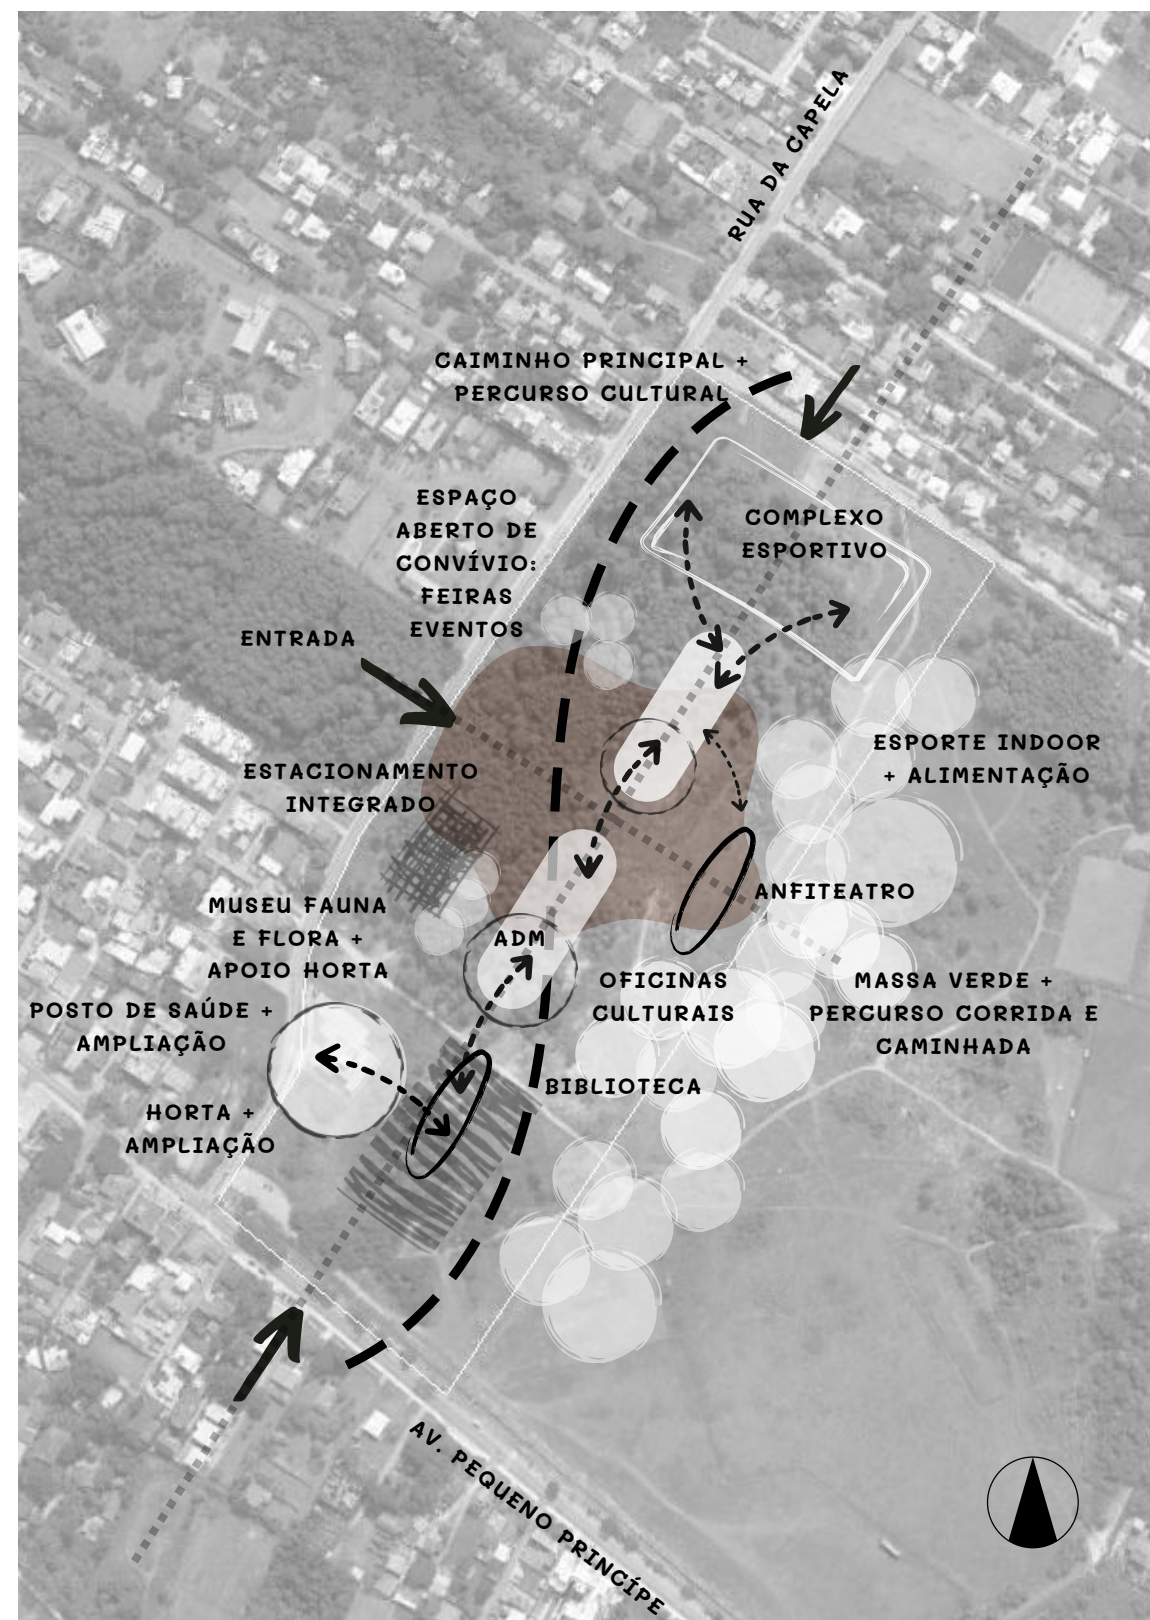 RUA DA CAPELA
CAIMINHO PRINCIPAL +
PERCURSO CULTURAL
ESPAÇO
ABERTO DE
CONVÍVIO:
FEIRAS
EVENTOS
COMPLEXO
ESPORTIVO
ENTRADA
ESTACIONAMENTO
INTEGRADO
ESPORTE INDOOR
+ ALIMENTAÇÃO
ANFITEATRO
MUSEU FAUNA
E FLORA +
APOIO HORTA
ADM
OFICINAS
CULTURAIS
MASSA VERDE +
PERCURSO CORRIDA E
CAMINHADA
POSTO DE SAÚDE +
AMPLIAÇÃO
BIBLIOTECA
HORTA +
AMPLIAÇÃO
AV. PEQUENO PRINCÍPE